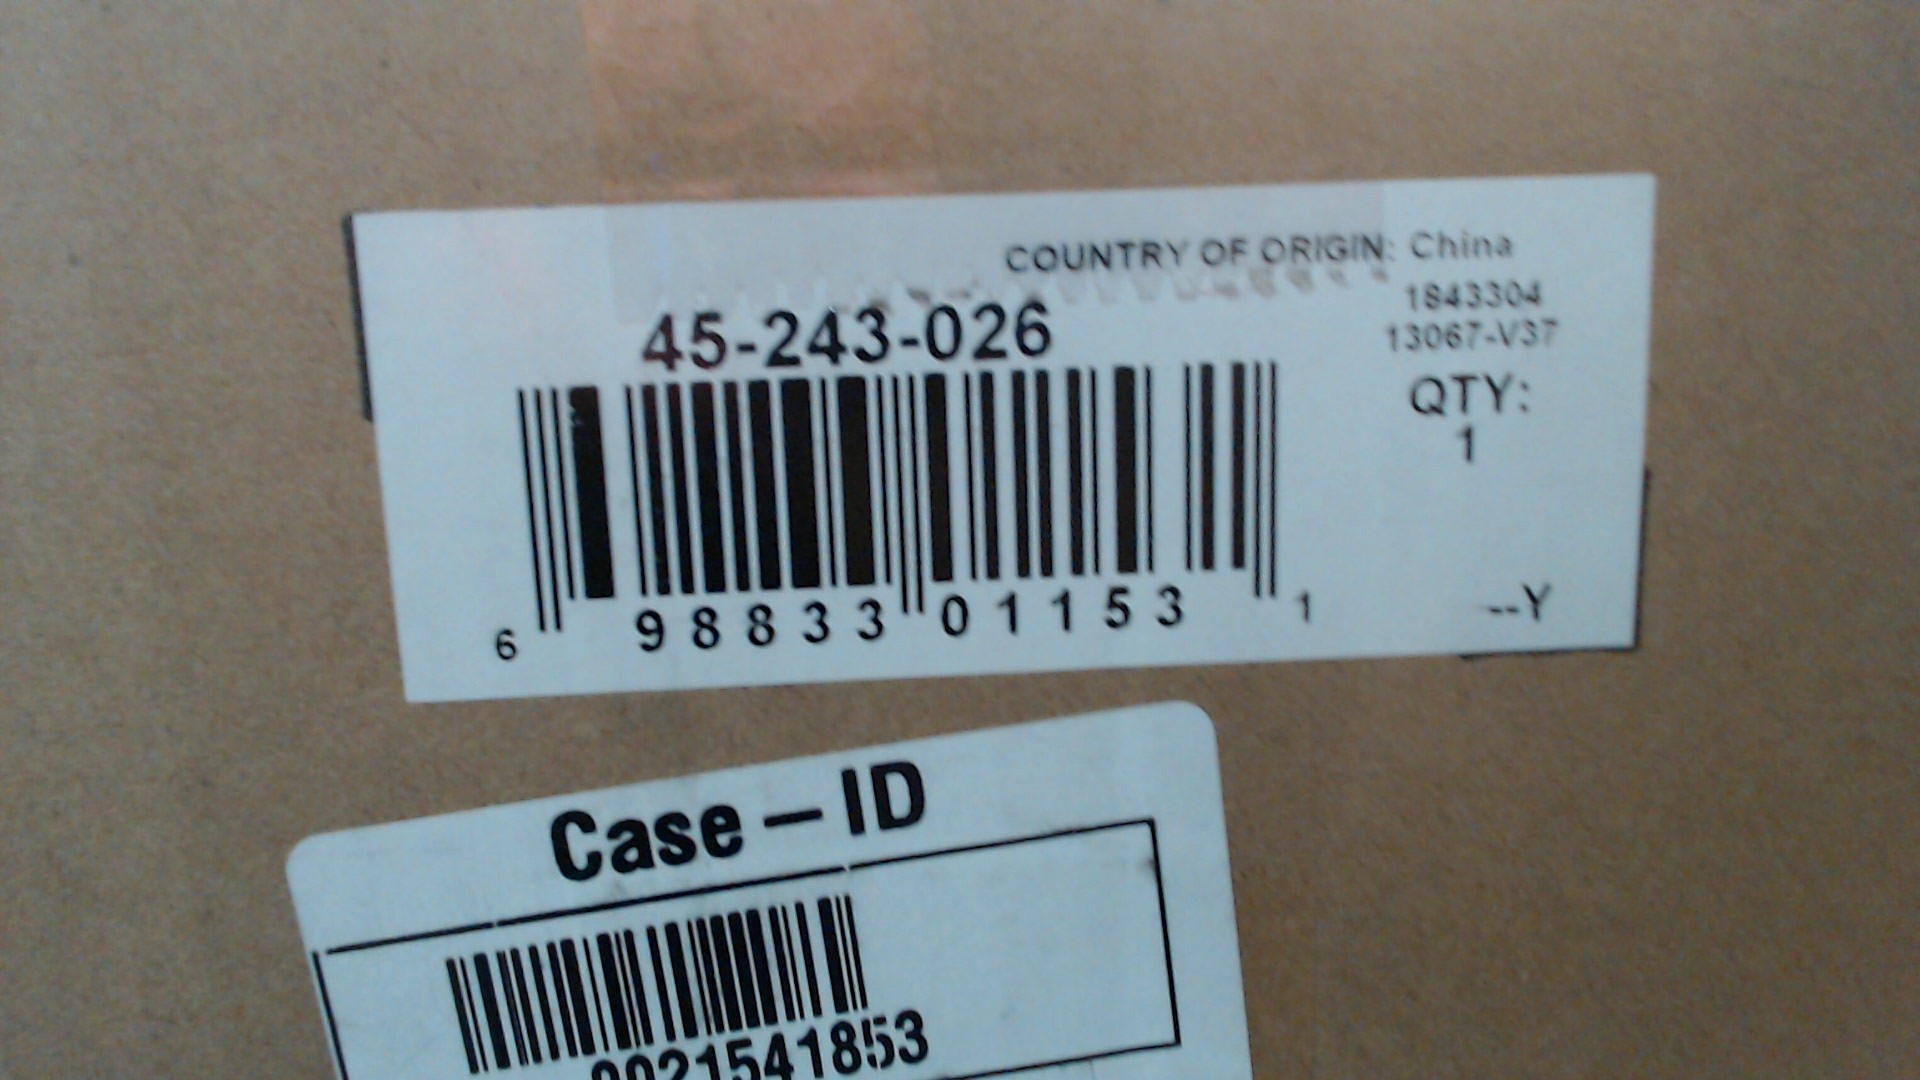 COUNTRY OF ORIGIN: China
1843304
45-243-026
13067-V37
QTY:
1
6 98833 01153 1
--Y
Case – ID
0021541853